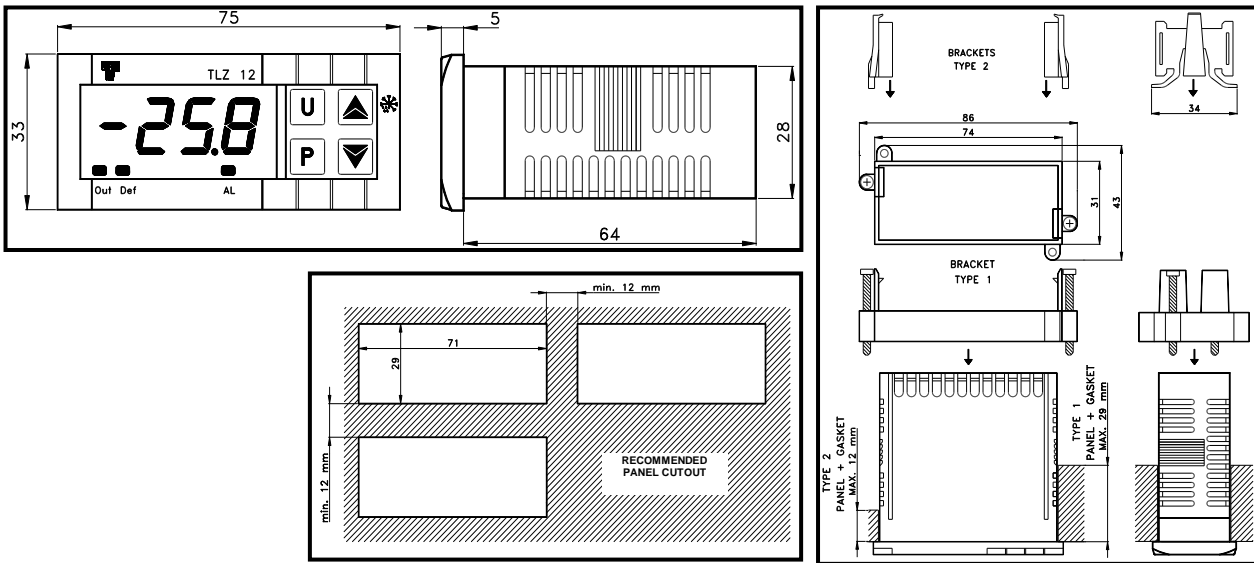 75
5
33
TLZ 12
-25.8
U
P
Out Def
AL
28
64
min. 12 mm
71
29
min. 12 mm
RECOMMENDED
PANEL CUTOUT
BRACKETS
TYPE 2
34
86
74
31
43
BRACKET
TYPE 1
TYPE 2
PANEL + GASKET
MAX. 12 mm
TYPE 1
PANEL + GASKET
MAX. 29 mm